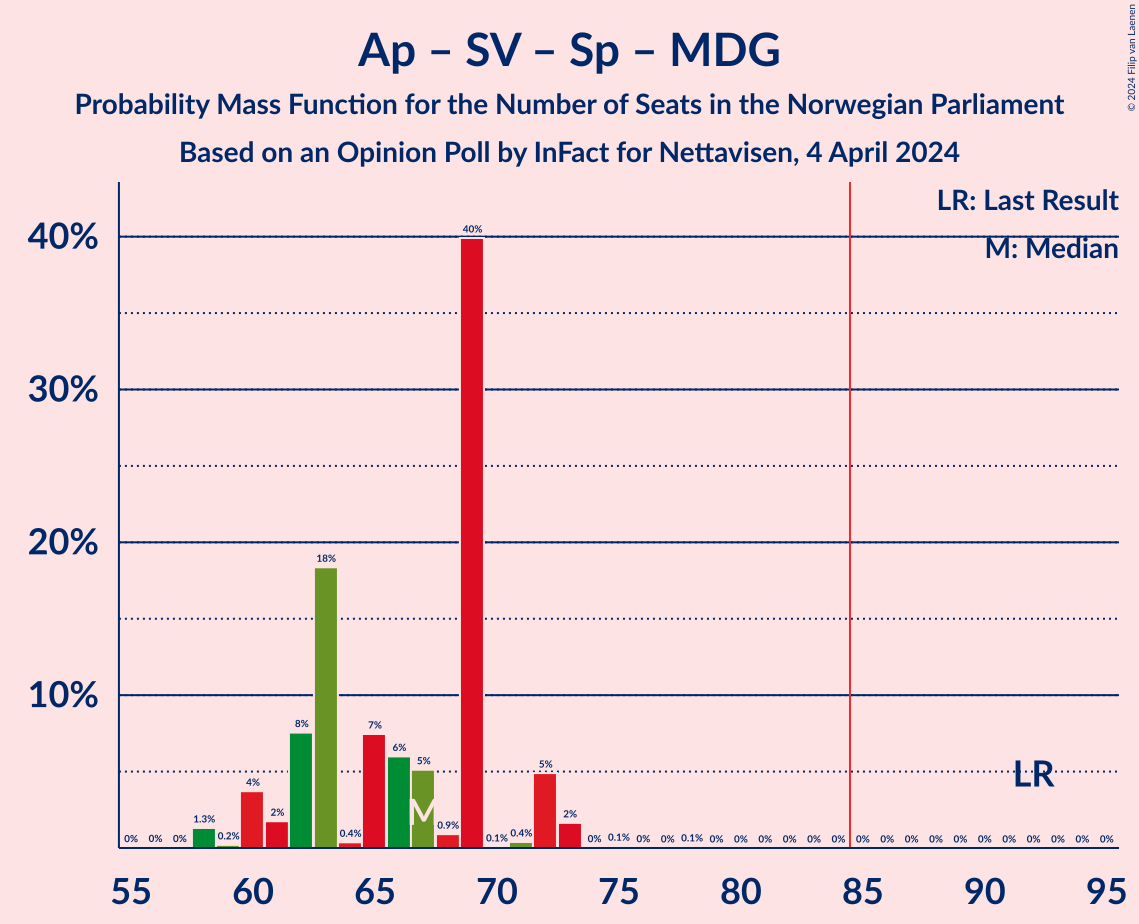 © 2024 Filip van Laenen
Ap – SV – Sp – MDG
Probability Mass Function for the Number of Seats in the Norwegian Parliament
Based on an Opinion Poll by InFact for Nettavisen, 4 April 2024
LR: Last Result
M: Median
40%
30%
20%
10%
0% 0% 0% 1.3% 0.2% 4% 2% 8% 18% 0.4% 7% 6% 5% 0.9% 40% 0.1% 0.4% 5% 2% 0% 0.1% 0% 0% 0.1% 0% 0% 0% 0% 0% 0% 0% 0% 0% 0% 0% 0% 0% 0% 0% 0% 0%
M
LR
55 60 65 70 75 80 85 90 95